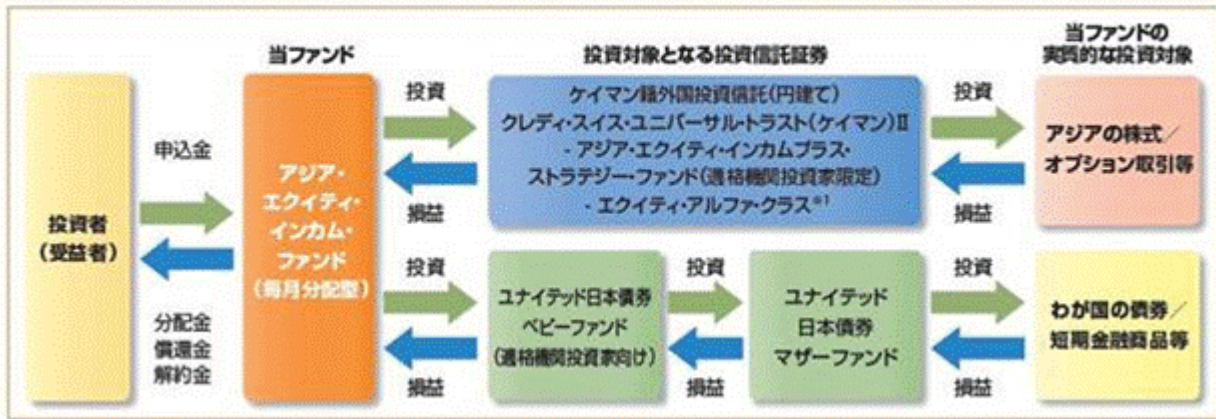 当ファンド
投資対象となる投資信託証券
当ファンドの
実質的な投資対象
投資者
(受益者)
申込金
分配金
償還金
解約金
アジア・
エクイティ・
インカム・
ファンド
(毎月分配型)
投資
損益
ケイマン籍外国投資信託(円建て)
クレディ・スイス・ユニバーサル・トラスト(ケイマン)Ⅱ
- アジア・エクイティ・インカムプラス・
ストラテジー・ファンド(適格機関投資家限定)
- エクイティ・アルファ・クラス※1
投資
損益
アジアの株式/
オプション取引等
投資
損益
ユナイテッド日本債券
ベビーファンド
(適格機関投資家向け)
投資
損益
ユナイテッド
日本債券
マザーファンド
投資
損益
わが国の債券/
短期金融商品等